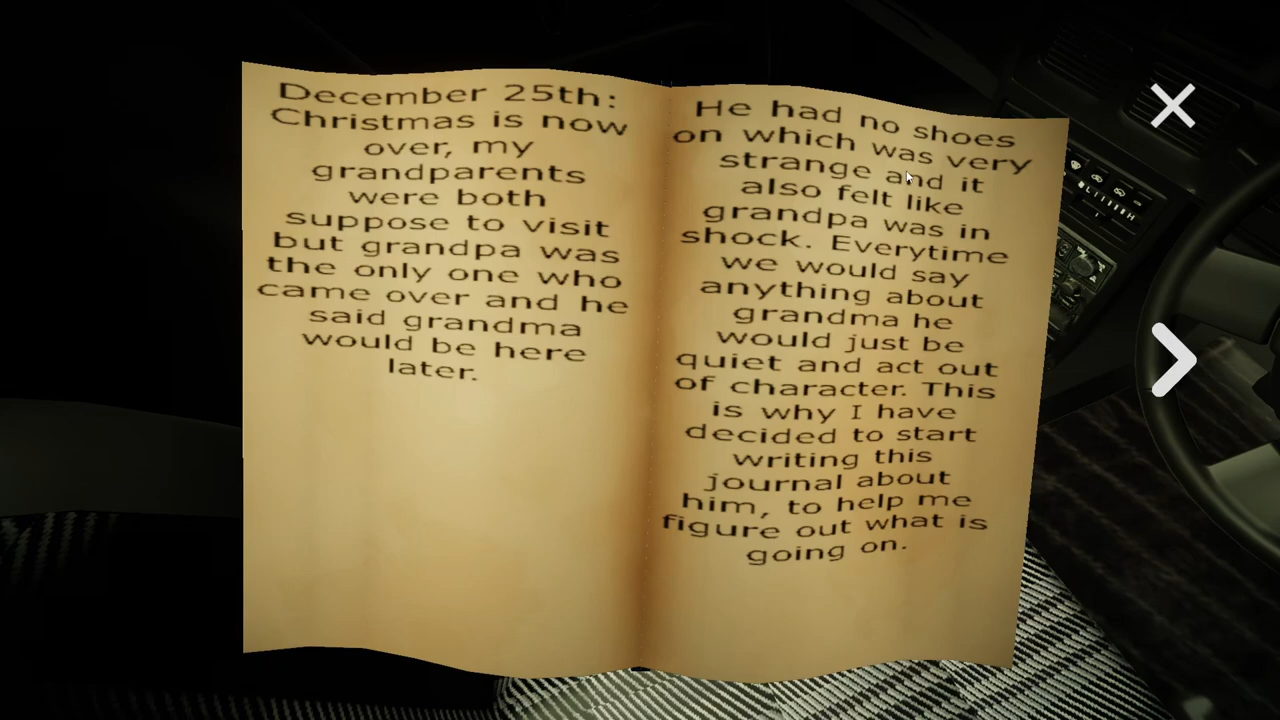 December 25th:
Christmas is now
over, my
grandparents
were both
suppose to visit
but grandpa was
the only one who
came over and he
said grandma
would be here
later.
He had no shoes
on which was very
strange and it
also felt like
grandpa was in
shock. Everytime
we would say
anything about
grandma he
would just be
quiet and act out
of character. This
is why I have
decided to start
writing this
journal about
him, to help me
figure out what is
going on.